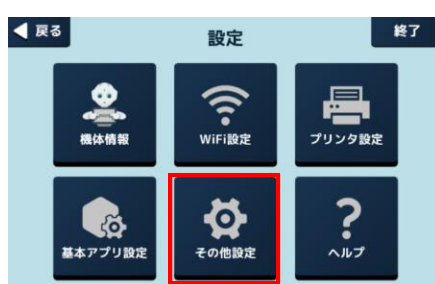 戻る
設定
終了
機体情報
WiFi設定
プリンタ設定
基本アプリ設定
その他設定
ヘルプ